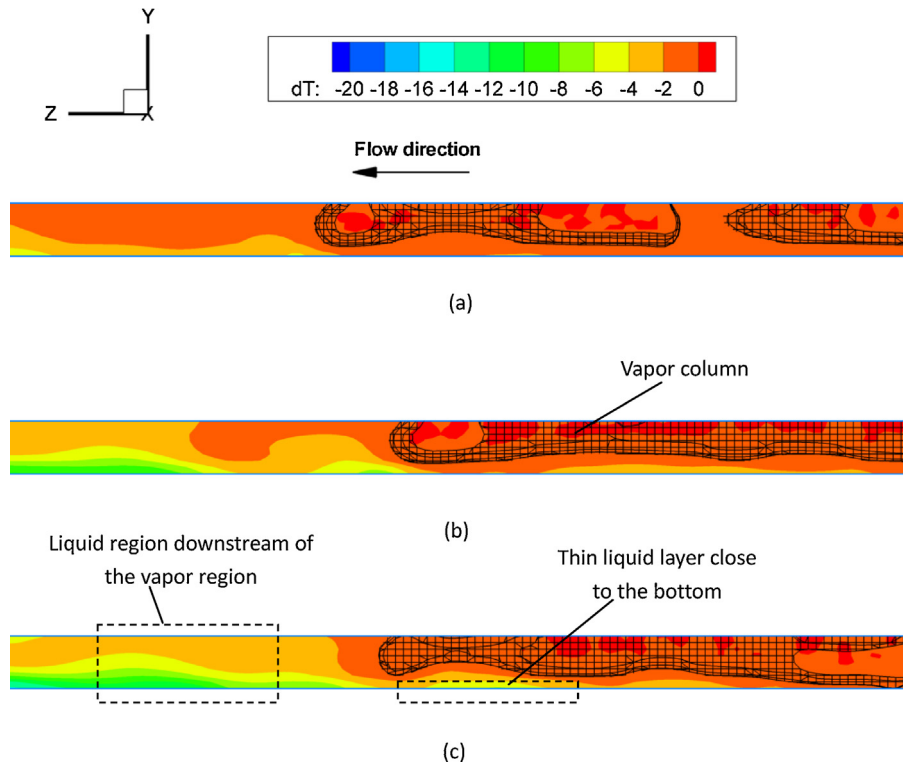 Y
Z
X
dT: -20 -18 -16 -14 -12 -10 -8 -6 -4 -2 0
Flow direction
(a)
Vapor column
(b)
Liquid region downstream of
the vapor region
Thin liquid layer close
to the bottom
(c)